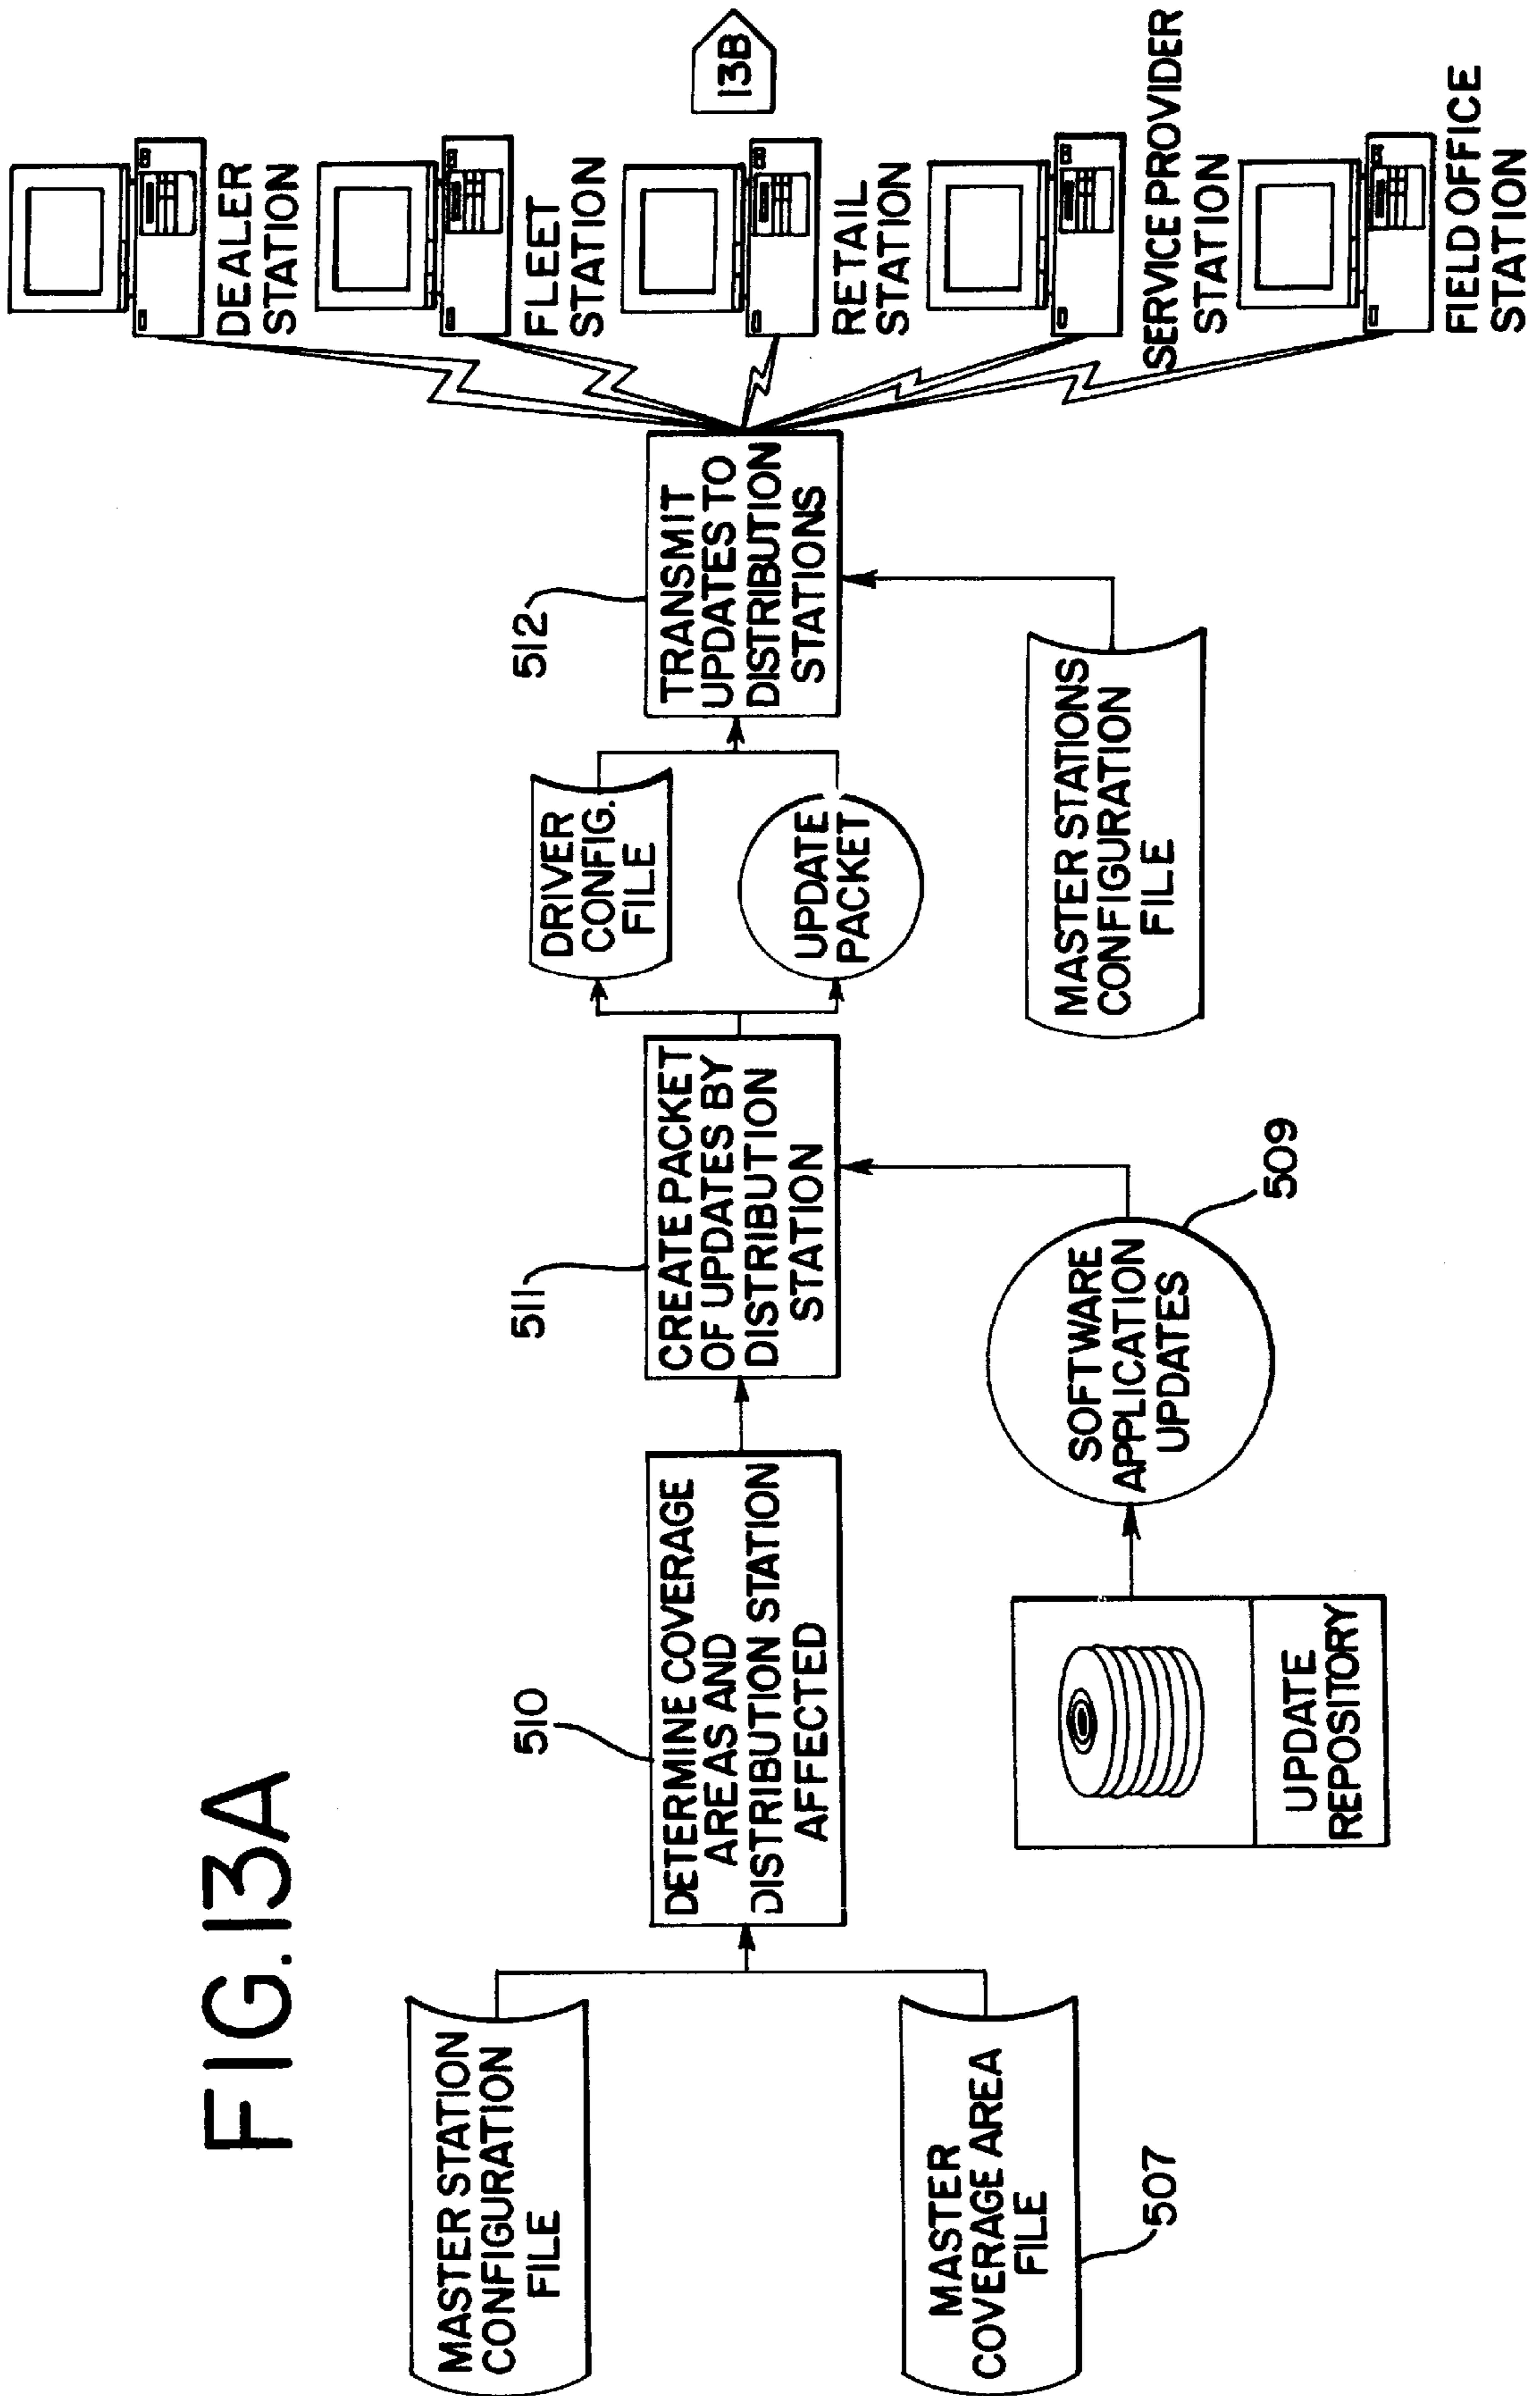 FIG.13A
MASTER STATION
CONFIGURATION
FILE
MASTER
COVERAGE AREA
FILE
507
510
DETERMINE COVERAGE
AREAS AND
DISTRIBUTION STATION
AFFECTED
UPDATE
REPOSITORY
SOFTWARE
APPLICATION
UPDATES
509
511
CREATE PACKET
OF UPDATES BY
DISTRIBUTION
STATION
DRIVER
CONFIG.
FILE
UPDATE
PACKET
MASTER STATIONS
CONFIGURATION
FILE
512
TRANSMIT
UPDATES TO
DISTRIBUTION
STATIONS
DEALER
STATION
FLEET
STATION
RETAIL
STATION
SERVICE PROVIDER
STATION
FIELD OFFICE
STATION
13B